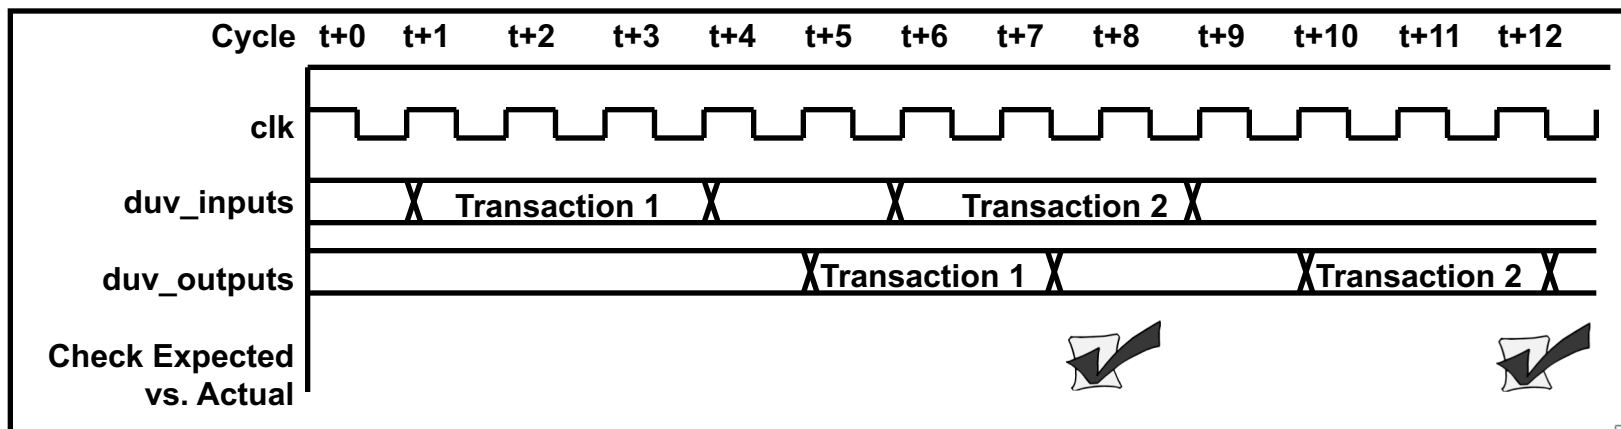 Cycle t+0 t+1 t+2 t+3 t+4 t+5 t+6 t+7 t+8 t+9 t+10 t+11 t+12
clk
duv_inputs Transaction 1 Transaction 2
duv_outputs Transaction 1 Transaction 2
Check Expected
vs. Actual